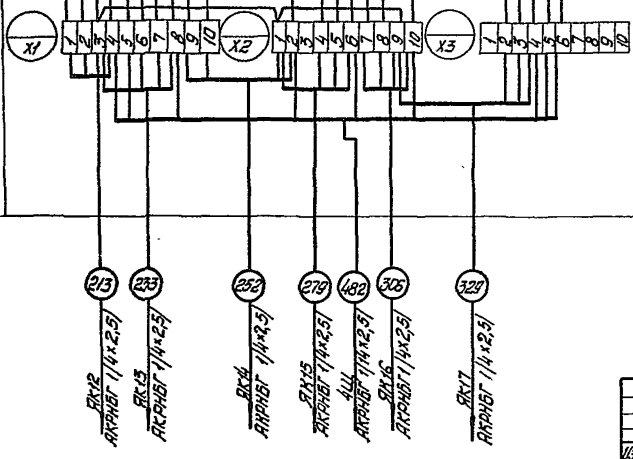 X1 1 2 3 4 5 6 7 8 9 10 X2 1 2 3 4 5 6 7 8 9 10 X3 1 2 3 4 5 6 7 8 9 10
213 233 252 279 482 305 329
ЯК12
АКРНБГ 1(4×2,5)
ЯК13
АКРНБГ 1(4×2,5)
ЯК14
АКРНБГ 1(4×2,5)
ЯК15
АКРНБГ 1(4×2,5)
4Щ
АКРНБГ 1(14×2,5)
ЯК16
АКРНБГ 1(4×2,5)
ЯК17
АКРНБГ 1(4×2,5)